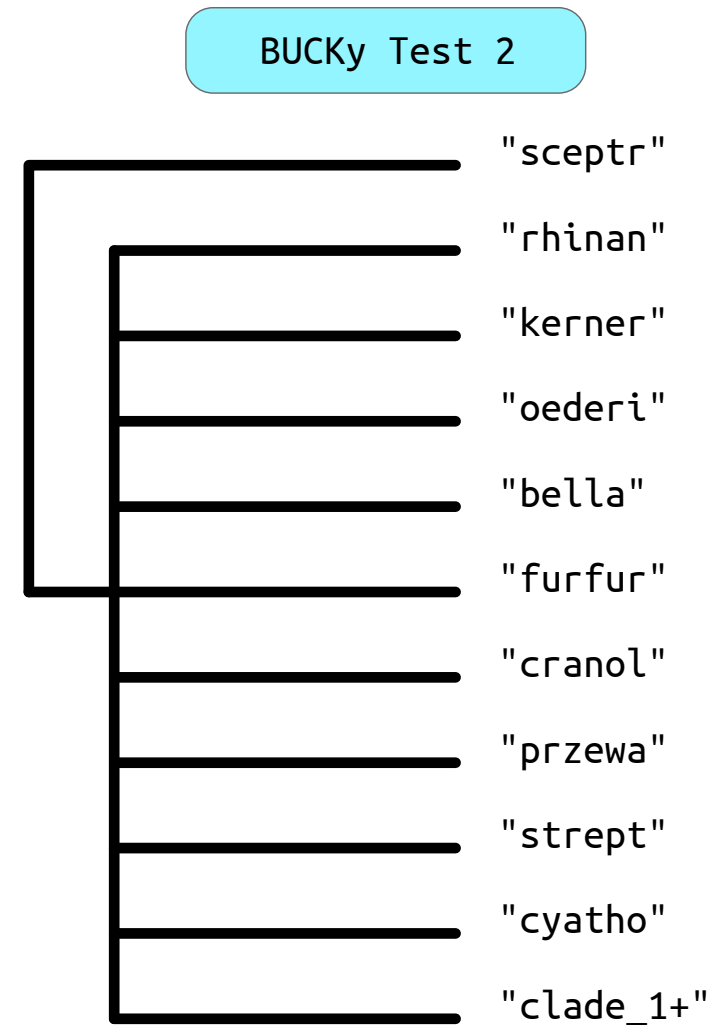 BUCKy Test 2
"sceptr"
"rhinan"
"kerner"
"oederi"
"bella"
"furfur"
"cranol"
"przewa"
"strept"
"cyatho"
"clade_1+"